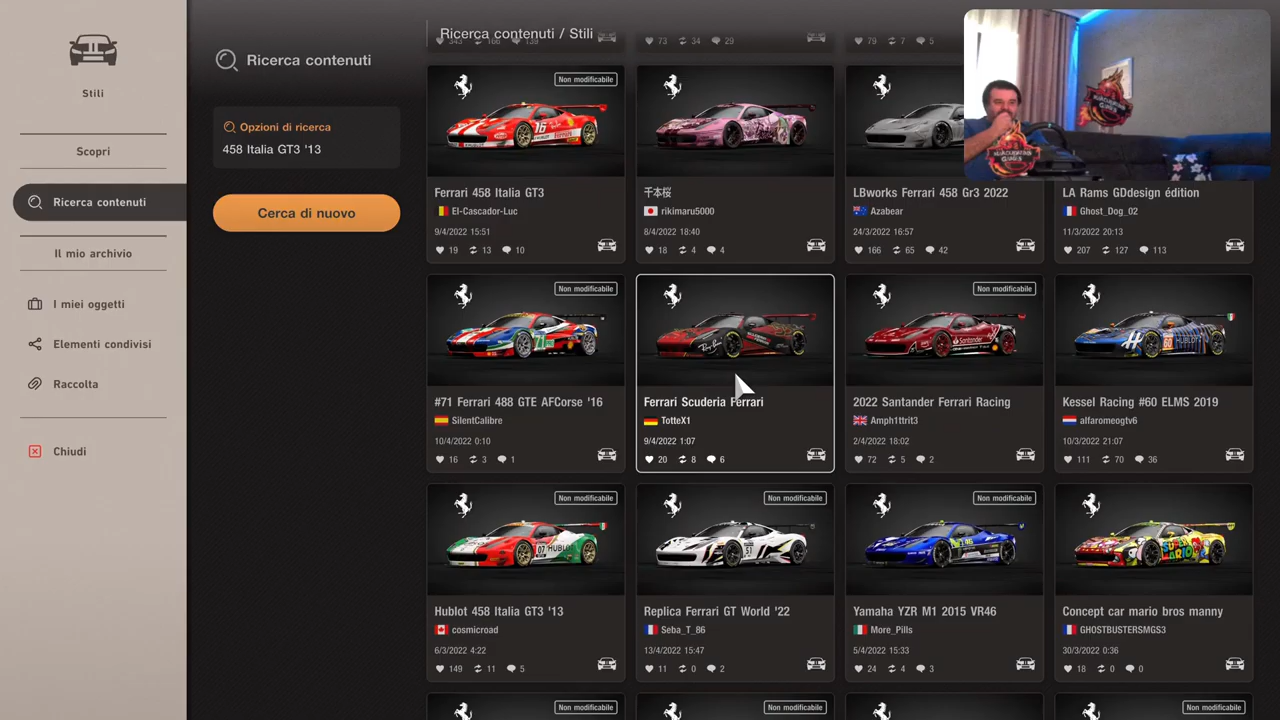 Stili
Scopri
Ricerca contenuti
Il mio archivio
I miei oggetti
Elementi condivisi
Raccolta
Chiudi
Ricerca contenuti
Opzioni di ricerca
458 Italia GT3 '13
Cerca di nuovo
Ricerca contenuti / Stili
343 166 139
73 34 29
79 7 5
Non modificabile
Ferrari 458 Italia GT3
El-Cascador-Luc
9/4/2022 15:51
19 13 10
千本桜
rikimaru5000
8/4/2022 18:40
18 4 4
LBworks Ferrari 458 Gr3 2022
Azabear
24/3/2022 16:57
166 65 42
LA Rams GDdesign édition
Ghost_Dog_02
11/3/2022 20:13
207 127 113
Non modificabile
#71 Ferrari 488 GTE AFCorse '16
SilentCalibre
10/4/2022 0:10
16 3 1
Ferrari Scuderia Ferrari
TotteX1
9/4/2022 1:07
20 8 6
Non modificabile
2022 Santander Ferrari Racing
Amph1ttrit3
2/4/2022 18:02
72 5 2
Kessel Racing #60 ELMS 2019
alfaromeogtv6
10/3/2022 21:07
111 70 36
Non modificabile
Hublot 458 Italia GT3 '13
cosmicroad
6/3/2022 4:22
149 11 5
Non modificabile
Replica Ferrari GT World '22
Seba_T_86
13/4/2022 15:47
11 0 2
Non modificabile
Yamaha YZR M1 2015 VR46
More_Pills
5/4/2022 15:33
24 4 3
Concept car mario bros manny
GHOSTBUSTERSMGS3
30/3/2022 0:36
18 0 0
Non modificabile
Non modificabile
Non modificabile